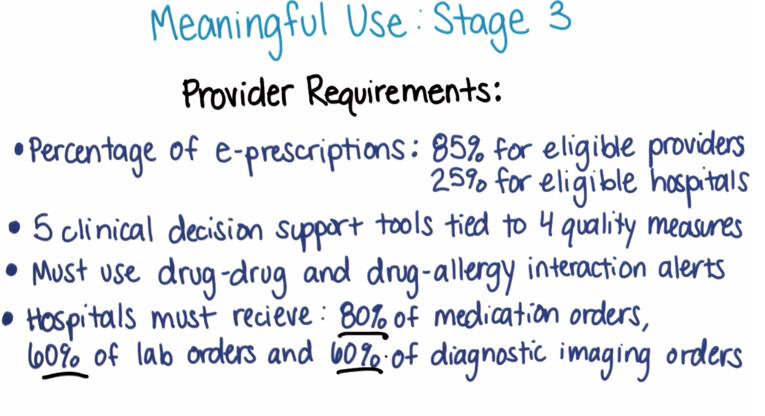 Meaningful Use: Stage 3
Provider Requirements:
• Percentage of e-prescriptions: 85% for eligible providers
25% for eligible hospitals
• 5 clinical decision support tools tied to 4 quality measures
• Must use drug-drug and drug-allergy interaction alerts
• Hospitals must recieve: 80% of medication orders,
60% of lab orders and 60% of diagnostic imaging orders